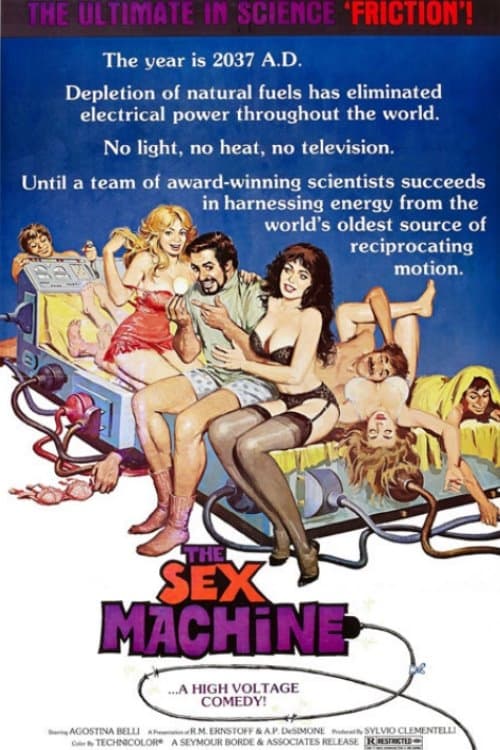 THE ULTIMATE IN SCIENCE 'FRICTION'!
The year is 2037 A.D.
Depletion of natural fuels has eliminated
electrical power throughout the world.
No light, no heat, no television.
Until a team of award-winning scientists succeeds
in harnessing energy from the
world's oldest source of
reciprocating
motion.
THE
SEX
MACHINE
...A HIGH VOLTAGE
COMEDY!
Starring AGOSTINA BELLI A Presentation of R.M. ERNSTOFF & A.P. DeSIMONE Produced By SYLVIO CLEMENTELLI
Color By TECHNICOLOR® A SEYMOUR BORDE & ASSOCIATES RELEASE R RESTRICTED